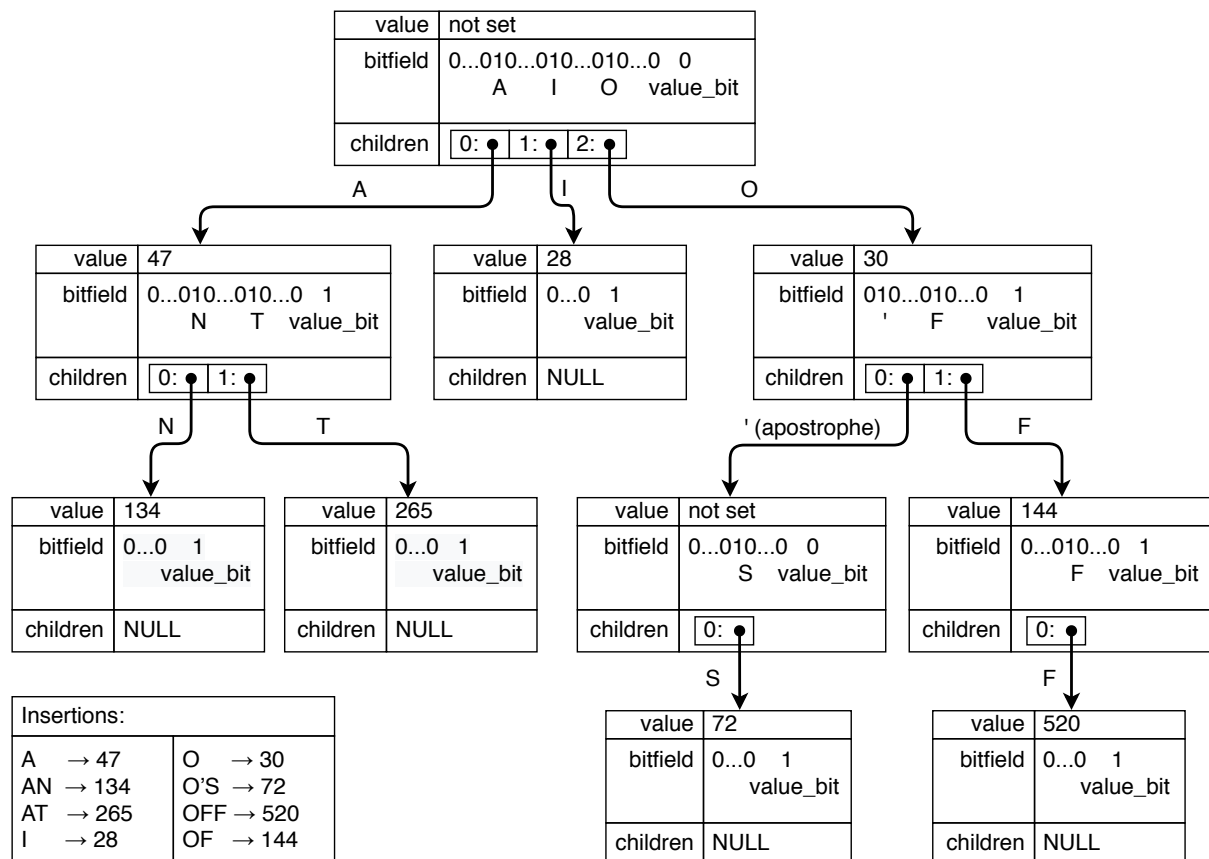 value not set
bitfield 0...010...010...010...0 0
A I O value_bit
children 0: 1: 2:
A I O
value 47
bitfield 0...010...010...0 1
N T value_bit
children 0: 1:
value 28
bitfield 0...0 1
value_bit
children NULL
value 30
bitfield 010...010...0 1
' F value_bit
children 0: 1:
N T ' (apostrophe) F
value 134
bitfield 0...0 1
value_bit
children NULL
value 265
bitfield 0...0 1
value_bit
children NULL
value not set
bitfield 0...010...0 0
S value_bit
children 0:
value 144
bitfield 0...010...0 1
F value_bit
children 0:
S F
value 72
bitfield 0...0 1
value_bit
children NULL
value 520
bitfield 0...0 1
value_bit
children NULL
Insertions:
A → 47
AN → 134
AT → 265
I → 28
O → 30
O’S → 72
OFF → 520
OF → 144